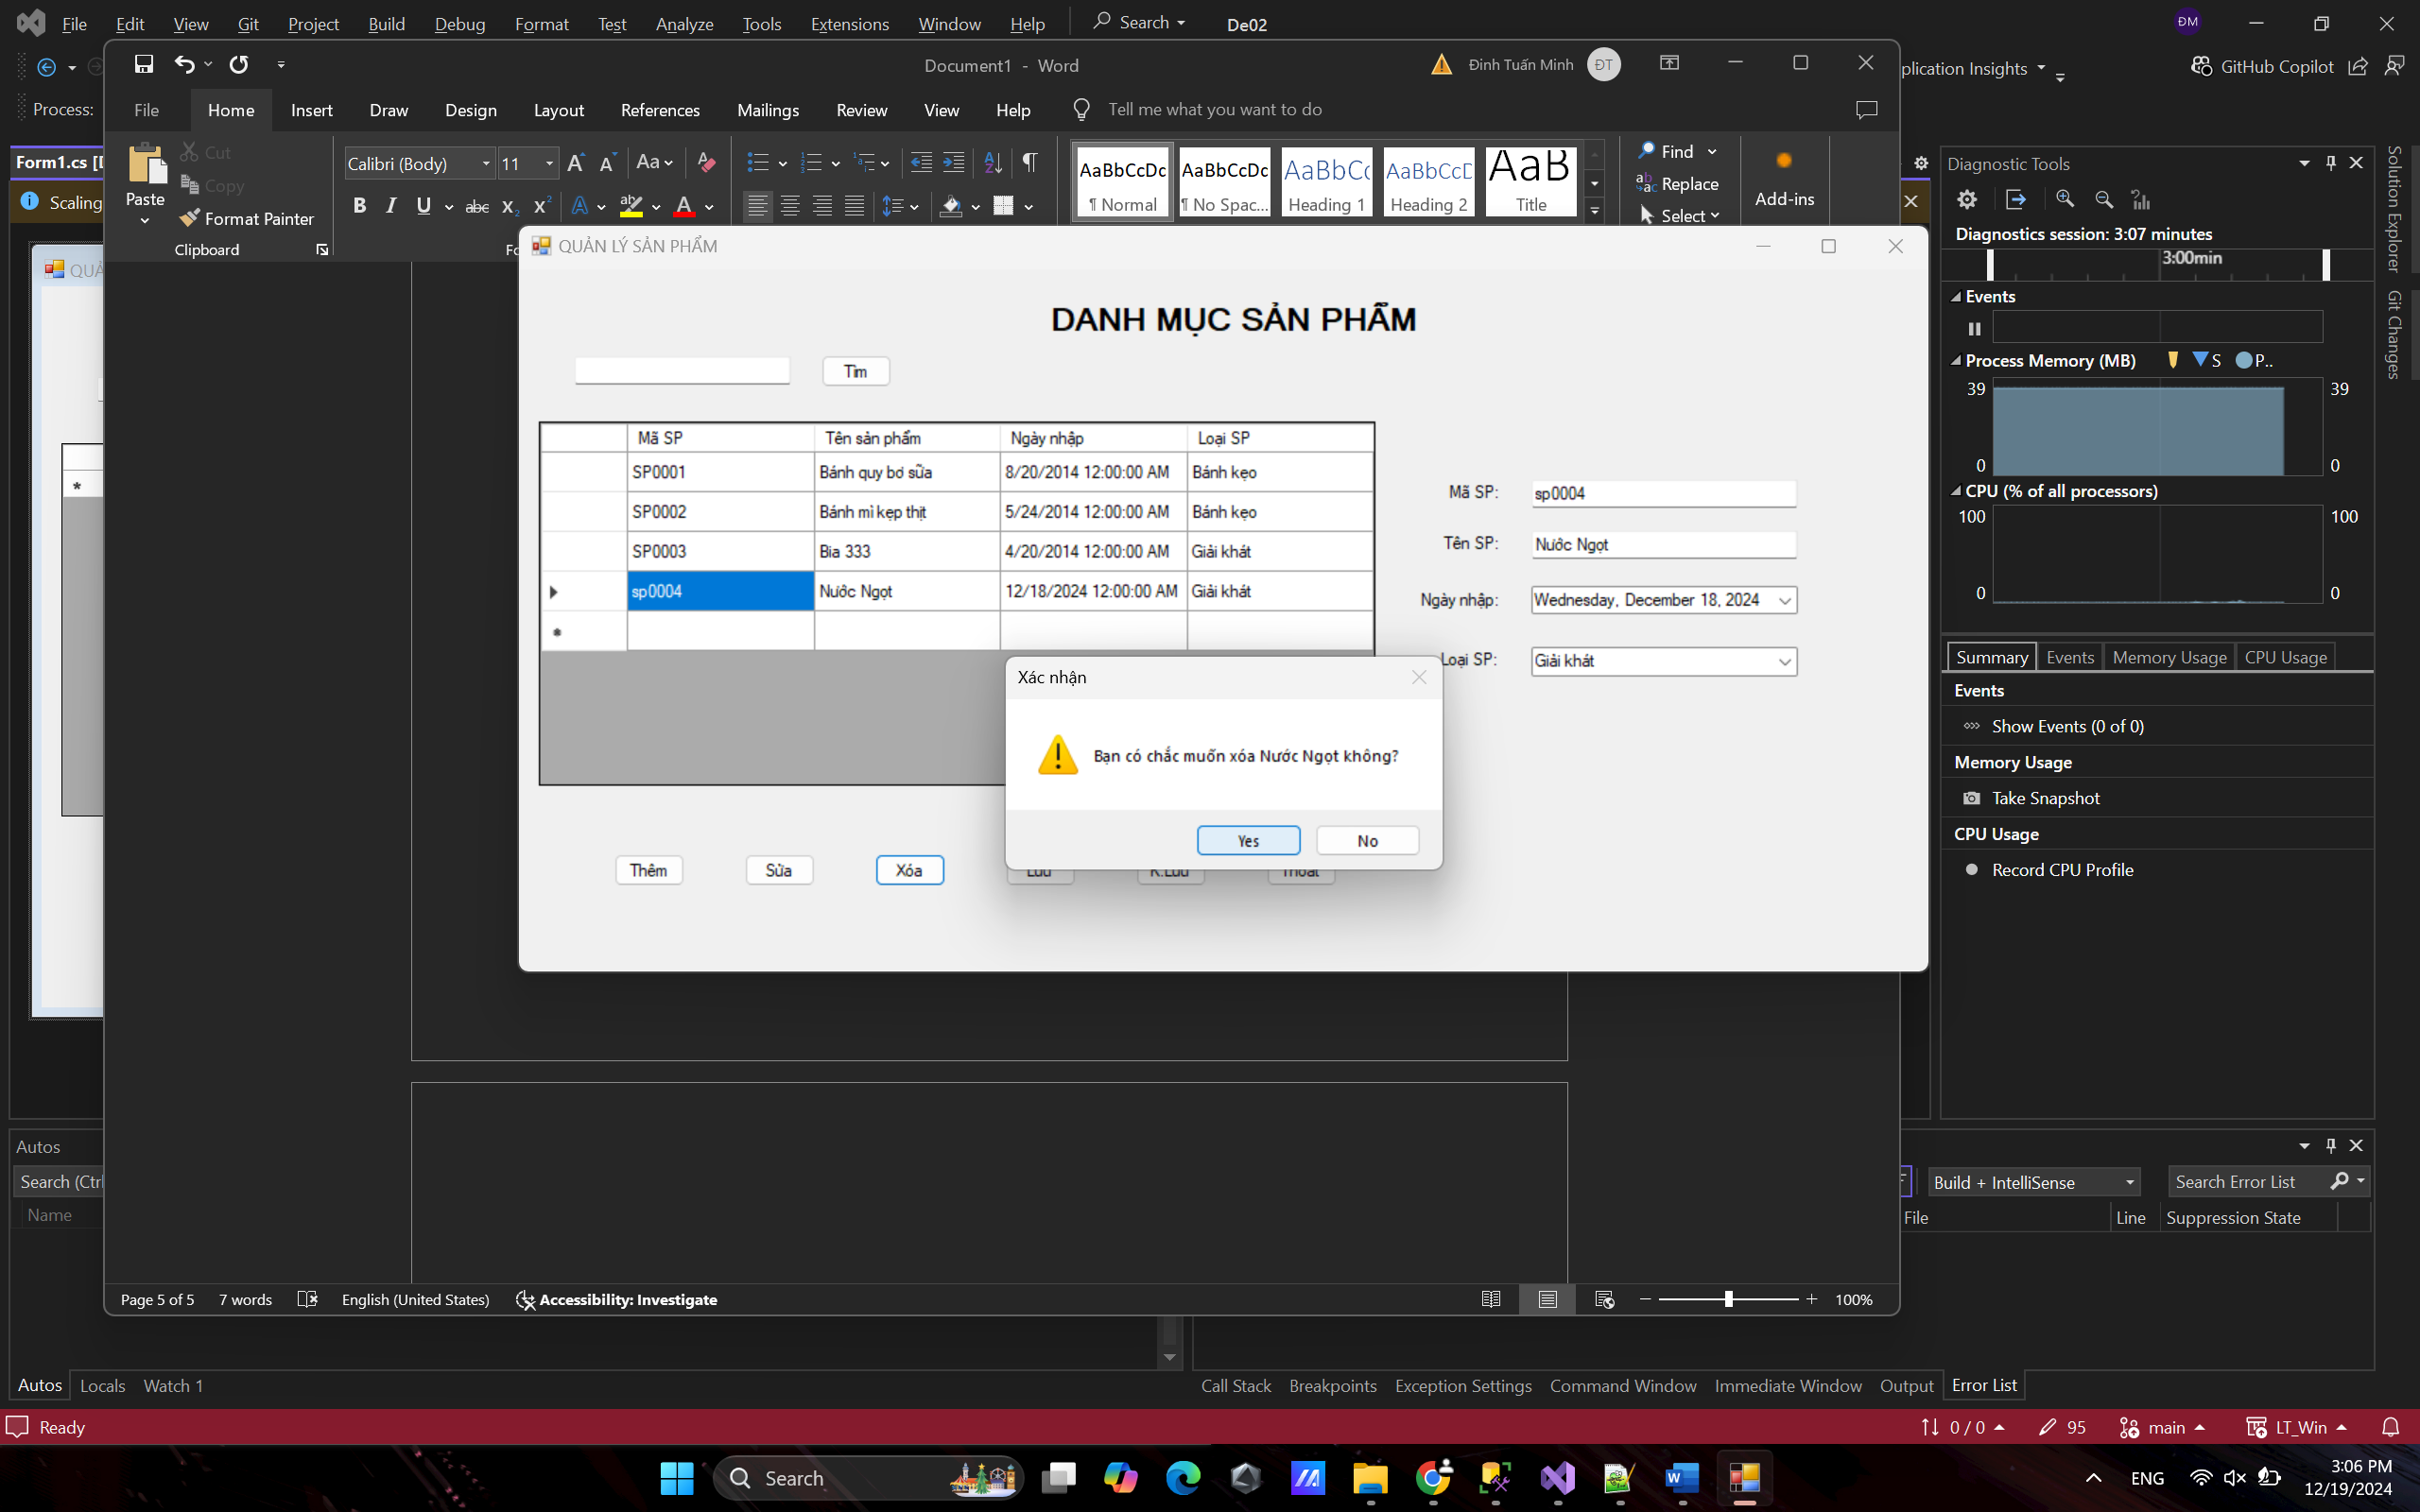 File Edit View Git Project Build Debug Format Test Analyze Tools Extensions Window Help Search De02 ĐM
Document1 - Word Đinh Tuấn Minh ĐT
plication Insights GitHub Copilot
Process:
File Home Insert Draw Design Layout References Mailings Review View Help Tell me what you want to do
Form1.cs [D
Scaling
Paste
Cut
Copy
Format Painter
Clipboard
Calibri (Body) 11
AaBbCcDc AaBbCcDc AaBbCc AaBbCcD AaB
¶ Normal ¶ No Spac... Heading 1 Heading 2 Title
Find
Replace
Select
Add-ins
QUẢN LÝ SẢN PHẨM
DANH MỤC SẢN PHẨM
Tìm
Mã SP Tên sản phẩm Ngày nhập Loại SP
SP0001 Bánh quy bơ sữa 8/20/2014 12:00:00 AM Bánh kẹo
SP0002 Bánh mì kẹp thịt 5/24/2014 12:00:00 AM Bánh kẹo
SP0003 Bia 333 4/20/2014 12:00:00 AM Giải khát
sp0004 Nước Ngọt 12/18/2024 12:00:00 AM Giải khát
Mã SP: sp0004
Tên SP: Nước Ngọt
Ngày nhập: Wednesday, December 18, 2024
Loại SP: Giải khát
Xác nhận
Bạn có chắc muốn xóa Nước Ngọt không?
Yes No
Thêm Sửa Xóa Lưu K.Lưu Thoát
Diagnostic Tools
Diagnostics session: 3:07 minutes
3:00min
Events
Process Memory (MB) S P..
39 39
0 0
CPU (% of all processors)
100 100
0 0
Summary Events Memory Usage CPU Usage
Events
Show Events (0 of 0)
Memory Usage
Take Snapshot
CPU Usage
Record CPU Profile
Solution Explorer
Git Changes
Autos
Search (Ctrl
Name
Build + IntelliSense Search Error List
File Line Suppression State
Page 5 of 5 7 words English (United States) Accessibility: Investigate 100%
Autos Locals Watch 1
Call Stack Breakpoints Exception Settings Command Window Immediate Window Output Error List
Ready 0 / 0 95 main LT_Win
Search
ENG
3:06 PM
12/19/2024